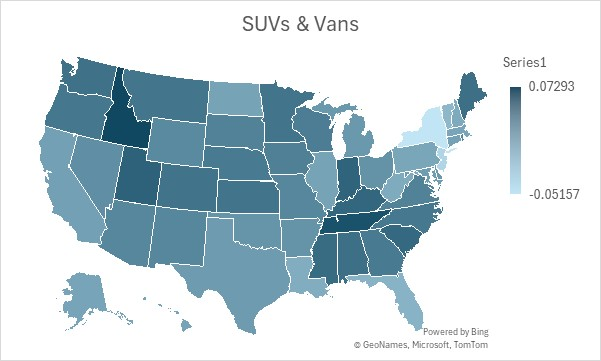 SUVs & Vans
Series1
0.07293
-0.05157
Powered by Bing
© GeoNames, Microsoft, TomTom